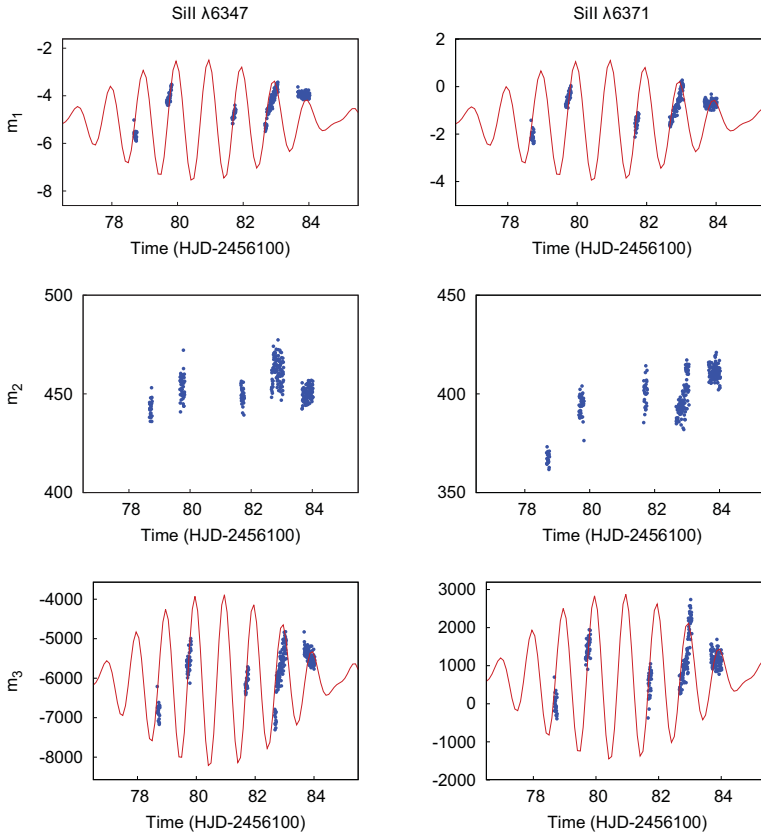 SiII λ6347
SiII λ6371
-2
-4
-6
-8
m1
78 80 82 84
Time (HJD-2456100)
2
0
-2
-4
78 80 82 84
Time (HJD-2456100)
500
450
400
m2
78 80 82 84
Time (HJD-2456100)
450
400
350
78 80 82 84
Time (HJD-2456100)
-4000
-5000
-6000
-7000
-8000
m3
78 80 82 84
Time (HJD-2456100)
3000
2000
1000
0
-1000
-2000
78 80 82 84
Time (HJD-2456100)